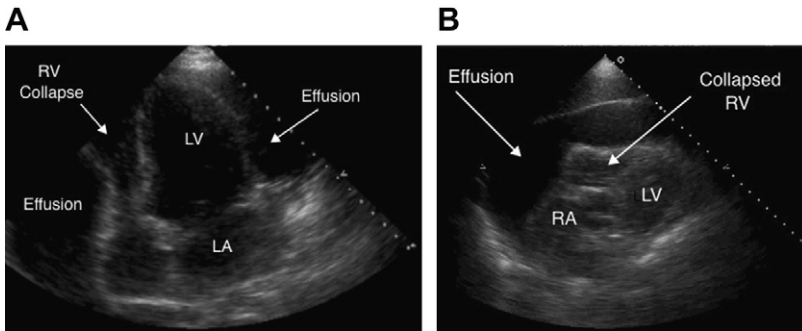 A
B
RV
Collapse
LV
Effusion
Effusion
LA
Effusion
Collapsed
RV
RA
LV